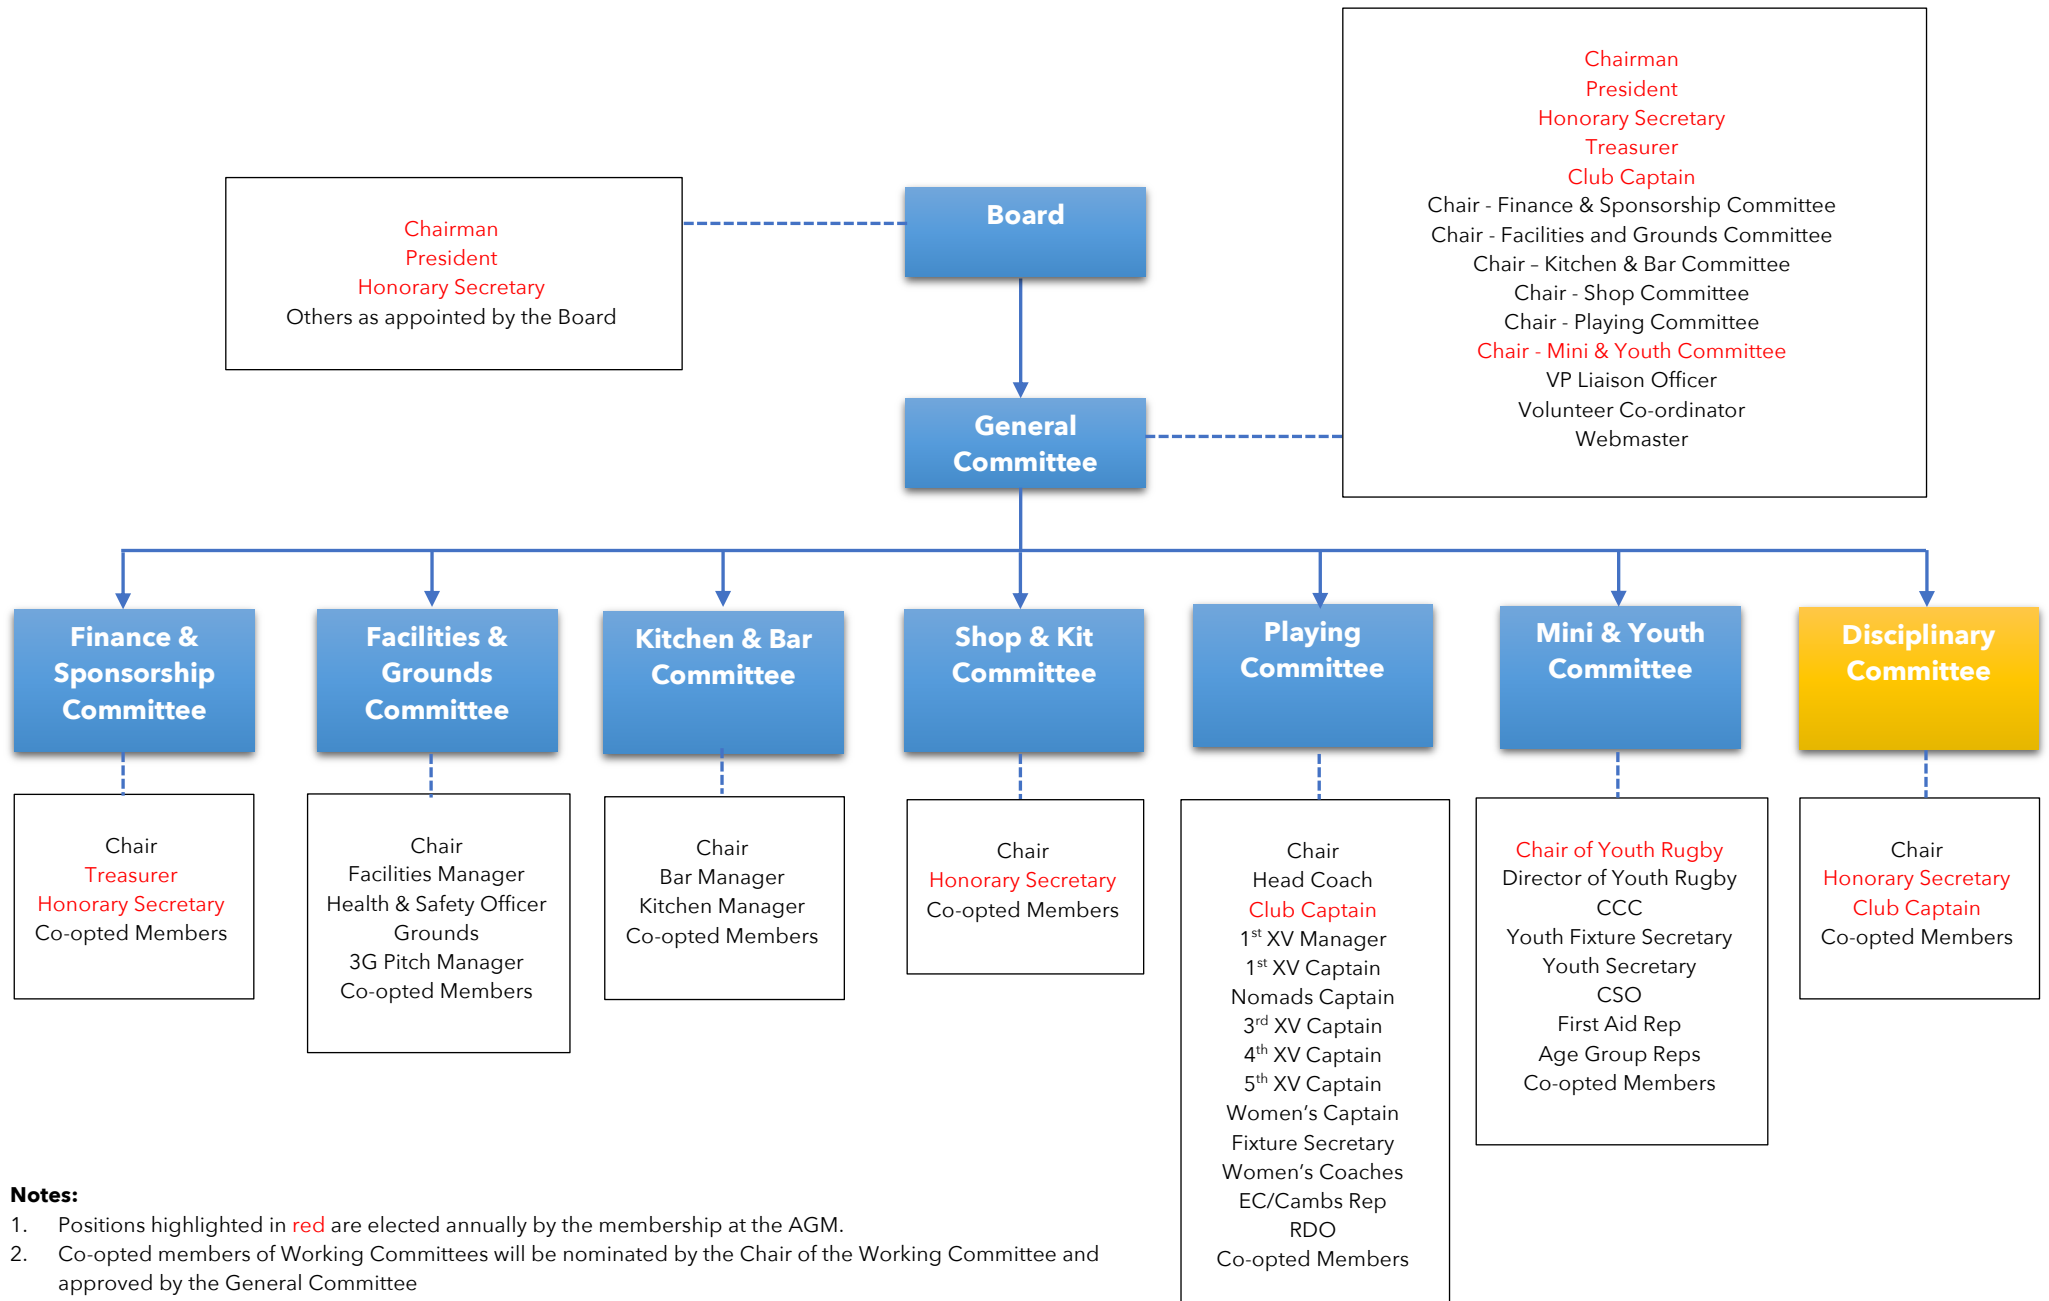 Chairman
President
Honorary Secretary
Others as appointed by the Board
Board
Chairman
President
Honorary Secretary
Treasurer
Club Captain
Chair - Finance & Sponsorship Committee
Chair - Facilities and Grounds Committee
Chair – Kitchen & Bar Committee
Chair - Shop Committee
Chair - Playing Committee
Chair - Mini & Youth Committee
VP Liaison Officer
Volunteer Co-ordinator
Webmaster
General
Committee
Finance &
Sponsorship
Committee
Facilities &
Grounds
Committee
Kitchen & Bar
Committee
Shop & Kit
Committee
Playing
Committee
Mini & Youth
Committee
Disciplinary
Committee
Chair
Treasurer
Honorary Secretary
Co-opted Members
Chair
Facilities Manager
Health & Safety Officer
Grounds
3G Pitch Manager
Co-opted Members
Chair
Bar Manager
Kitchen Manager
Co-opted Members
Chair
Honorary Secretary
Co-opted Members
Chair
Head Coach
Club Captain
1st XV Manager
1st XV Captain
Nomads Captain
3rd XV Captain
4th XV Captain
5th XV Captain
Women’s Captain
Fixture Secretary
Women’s Coaches
EC/Cambs Rep
RDO
Co-opted Members
Chair of Youth Rugby
Director of Youth Rugby
CCC
Youth Fixture Secretary
Youth Secretary
CSO
First Aid Rep
Age Group Reps
Co-opted Members
Chair
Honorary Secretary
Club Captain
Co-opted Members
Notes:
1. Positions highlighted in red are elected annually by the membership at the AGM.
2. Co-opted members of Working Committees will be nominated by the Chair of the Working Committee and
approved by the General Committee